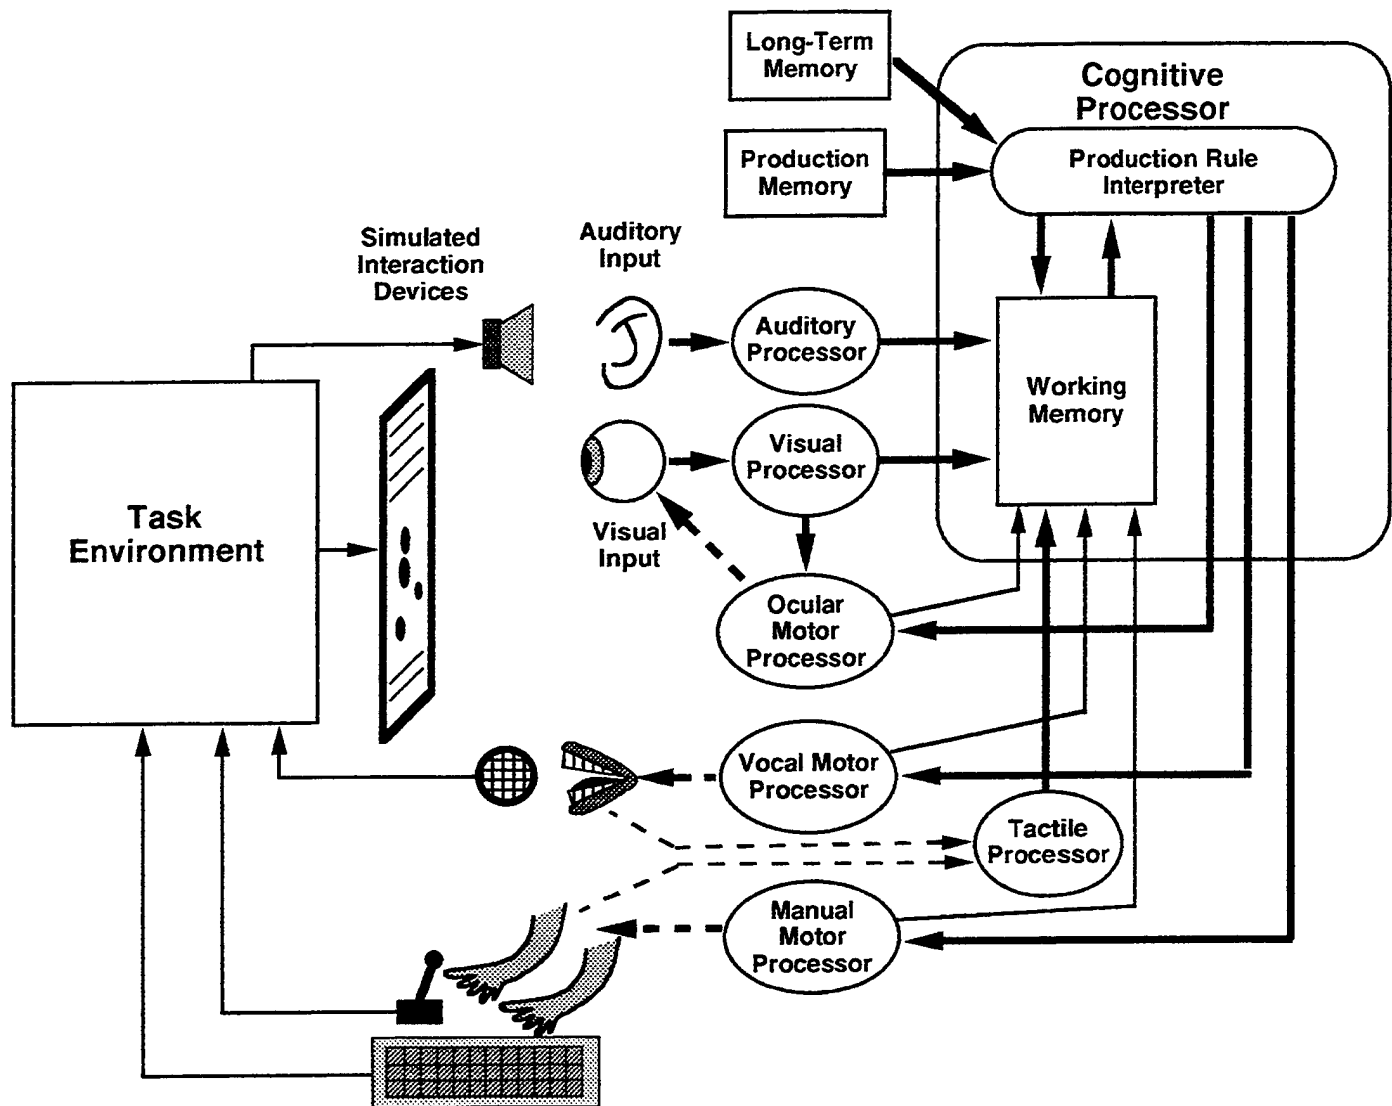 Long-Term
Memory
Cognitive
Processor
Production
Memory
Production Rule
Interpreter
Simulated
Interaction
Devices
Auditory
Input
Auditory
Processor
Working
Memory
Visual
Processor
Task
Environment
Visual
Input
Ocular
Motor
Processor
Vocal Motor
Processor
Tactile
Processor
Manual
Motor
Processor